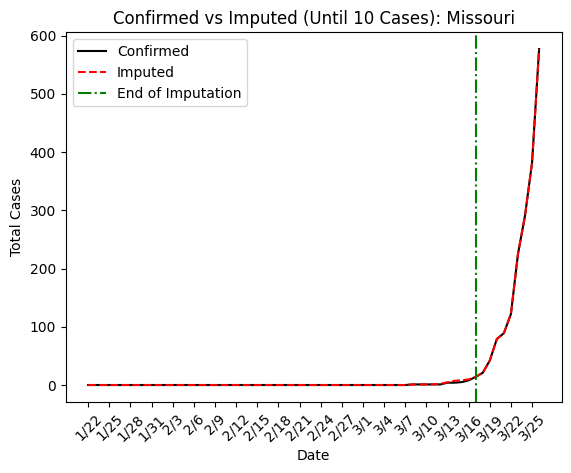 Confirmed vs Imputed (Until 10 Cases): Missouri
Confirmed
Imputed
End of Imputation
Total Cases
600
500
400
300
200
100
0
1/22 1/25 1/28 1/31 2/3 2/6 2/9 2/12 2/15 2/18 2/21 2/24 2/27 3/1 3/4 3/7 3/10 3/13 3/16 3/19 3/22 3/25
Date